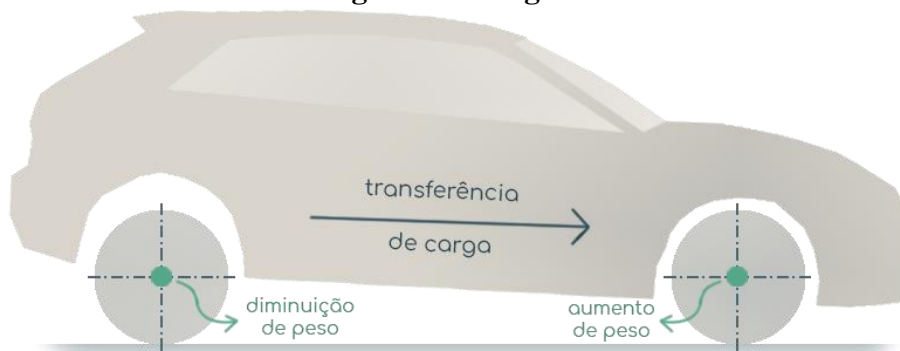 transferência
de carga
diminuição
de peso
aumento
de peso